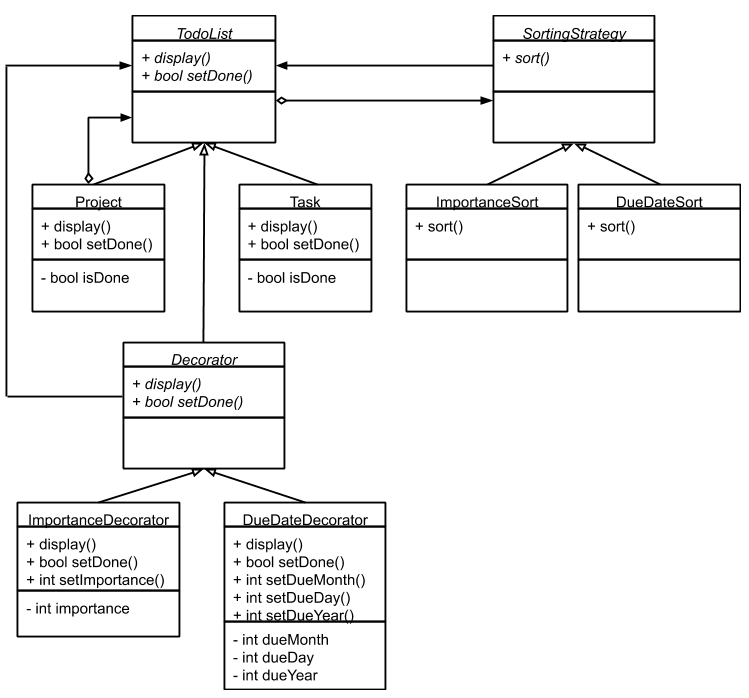 TodoList
+ display()
+ bool setDone()
SortingStrategy
+ sort()
Project
+ display()
+ bool setDone()
- bool isDone
Task
+ display()
+ bool setDone()
- bool isDone
ImportanceSort
+ sort()
DueDateSort
+ sort()
Decorator
+ display()
+ bool setDone()
ImportanceDecorator
+ display()
+ bool setDone()
+ int setImportance()
- int importance
DueDateDecorator
+ display()
+ bool setDone()
+ int setDueMonth()
+ int setDueDay()
+ int setDueYear()
- int dueMonth
- int dueDay
- int dueYear